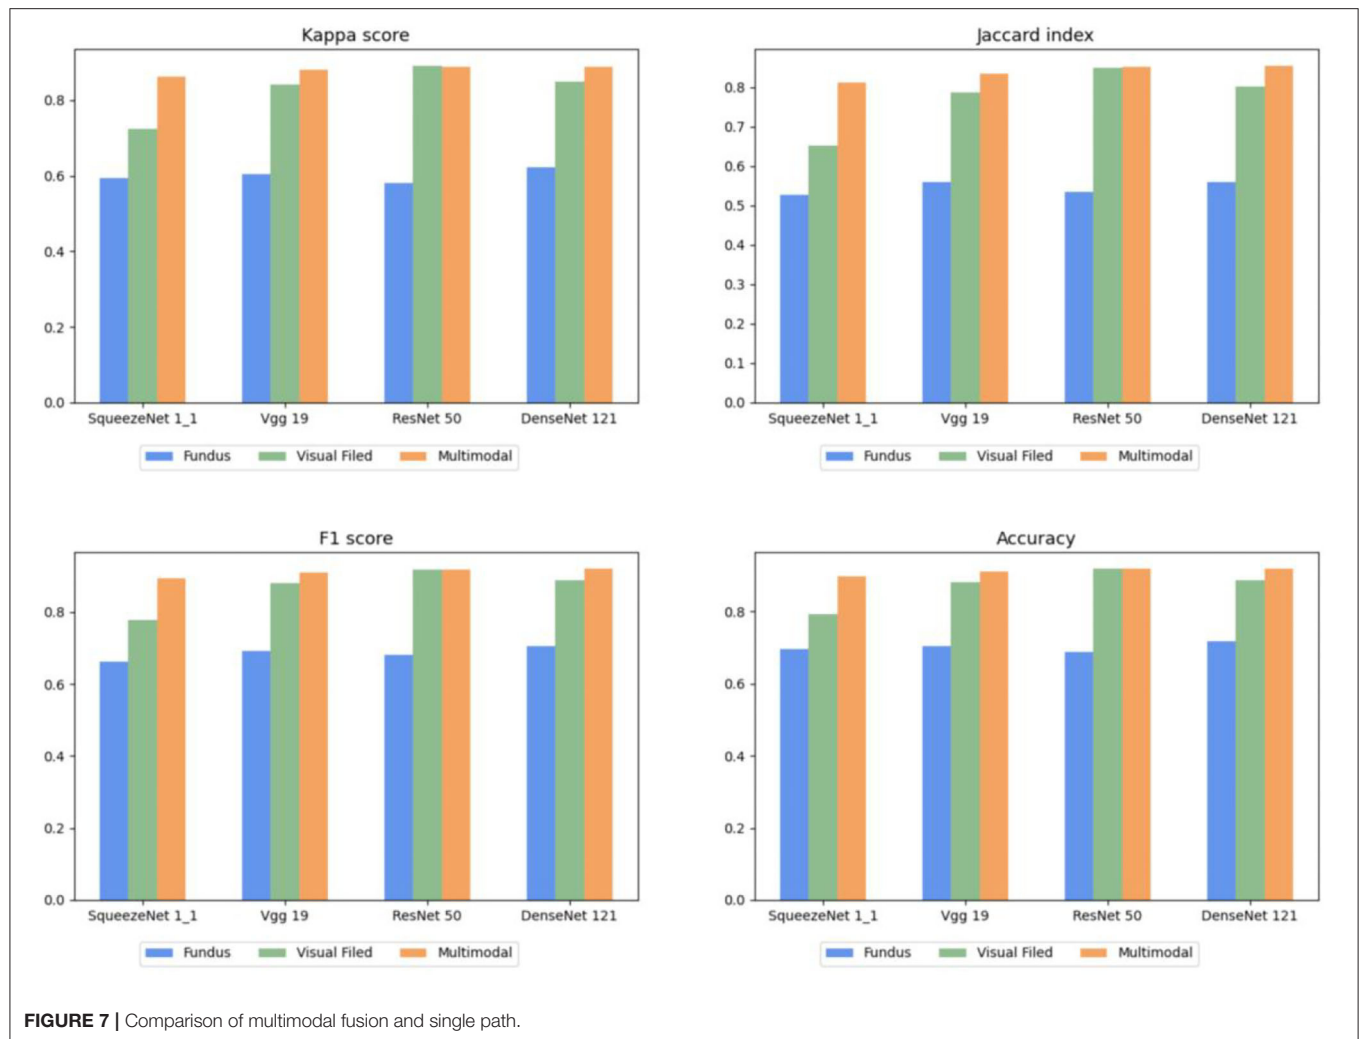 Kappa score
0.8
0.6
0.4
0.2
0.0
SqueezeNet 1_1 Vgg 19 ResNet 50 DenseNet 121
Fundus Visual Filed Multimodal
Jaccard index
0.8
0.7
0.6
0.5
0.4
0.3
0.2
0.1
0.0
SqueezeNet 1_1 Vgg 19 ResNet 50 DenseNet 121
Fundus Visual Filed Multimodal
F1 score
0.8
0.6
0.4
0.2
0.0
SqueezeNet 1_1 Vgg 19 ResNet 50 DenseNet 121
Fundus Visual Filed Multimodal
Accuracy
0.8
0.6
0.4
0.2
0.0
SqueezeNet 1_1 Vgg 19 ResNet 50 DenseNet 121
Fundus Visual Filed Multimodal
FIGURE 7 | Comparison of multimodal fusion and single path.